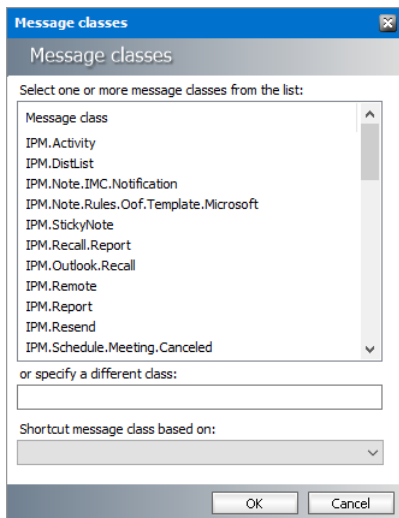 Message classes
Message classes
Select one or more message classes from the list:
Message class
IPM.Activity
IPM.DistList
IPM.Note.IMC.Notification
IPM.Note.Rules.Oof.Template.Microsoft
IPM.StickyNote
IPM.Recall.Report
IPM.Outlook.Recall
IPM.Remote
IPM.Report
IPM.Resend
IPM.Schedule.Meeting.Canceled
or specify a different class:
Shortcut message class based on:
OK Cancel